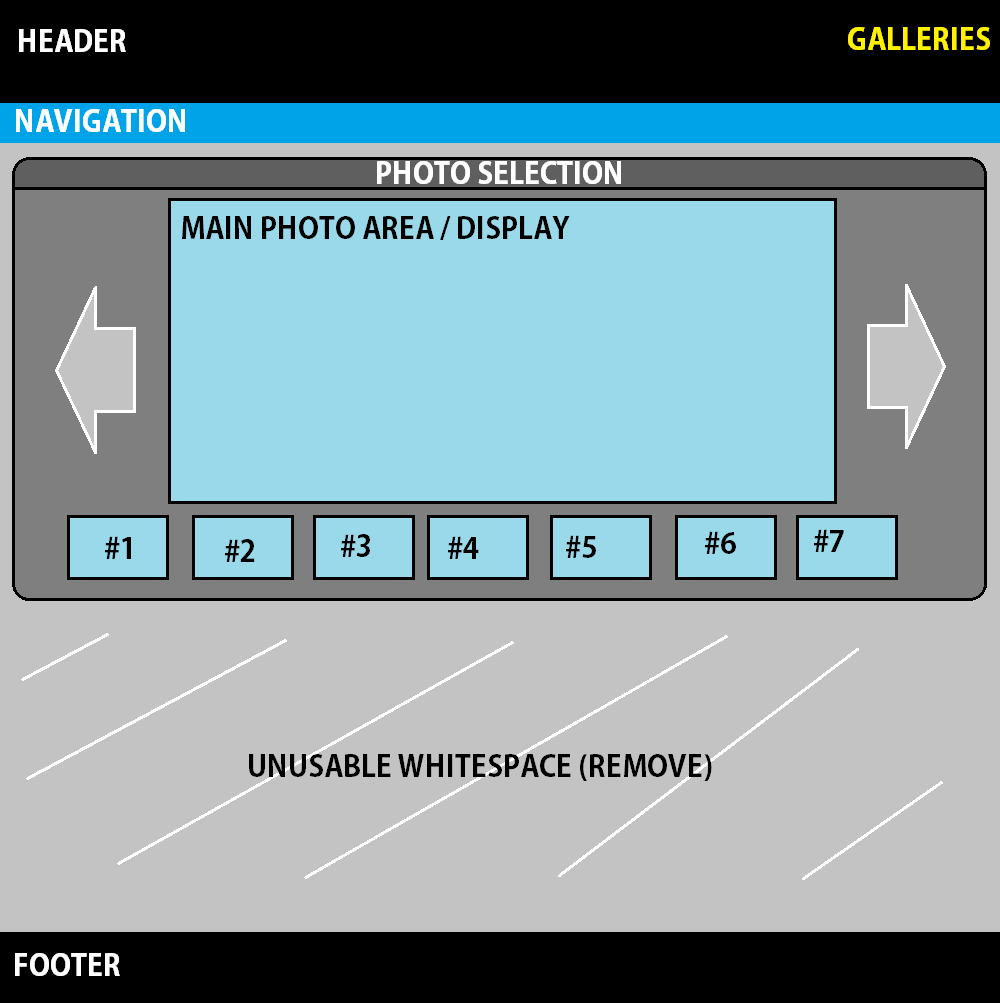 HEADER
GALLERIES
NAVIGATION
PHOTO SELECTION
MAIN PHOTO AREA / DISPLAY
#1
#2
#3
#4
#5
#6
#7
UNUSABLE WHITESPACE (REMOVE)
FOOTER